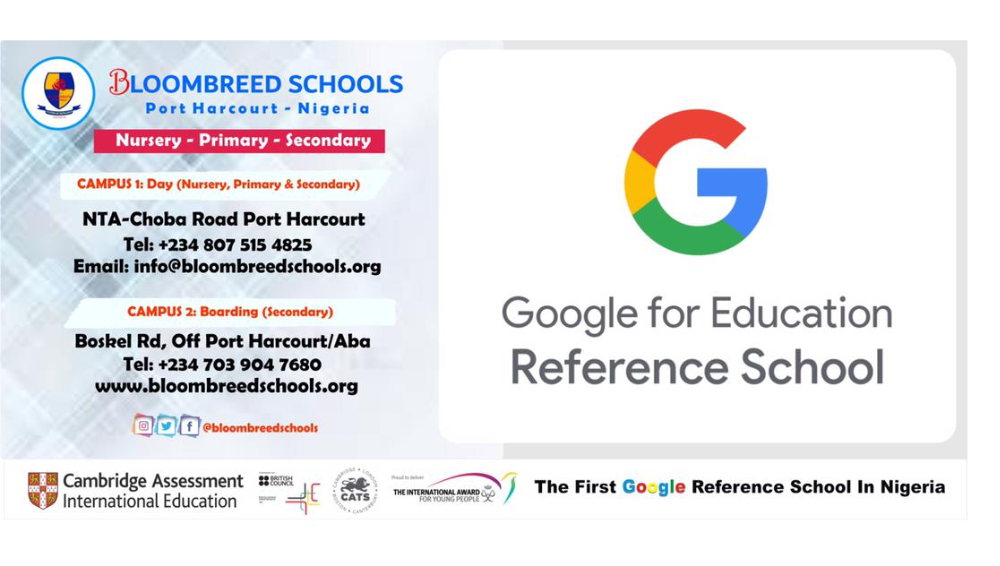 BLOOMBREED SCHOOLS
Port Harcourt - Nigeria
Nursery - Primary - Secondary
CAMPUS 1: Day (Nursery, Primary & Secondary)
NTA-Choba Road Port Harcourt
Tel: +234 807 515 4825
Email: info@bloombreedschools.org
CAMPUS 2: Boarding (Secondary)
Boskel Rd, Off Port Harcourt/Aba
Tel: +234 703 904 7680
www.bloombreedschools.org
@bloombreedschools
Google for Education
Reference School
Cambridge Assessment
International Education
BRITISH
COUNCIL
CAMBRIDGE
LONDON
CANTERBURY
CATS
Proud to deliver
THE INTERNATIONAL AWARD
FOR YOUNG PEOPLE
The First Google Reference School In Nigeria